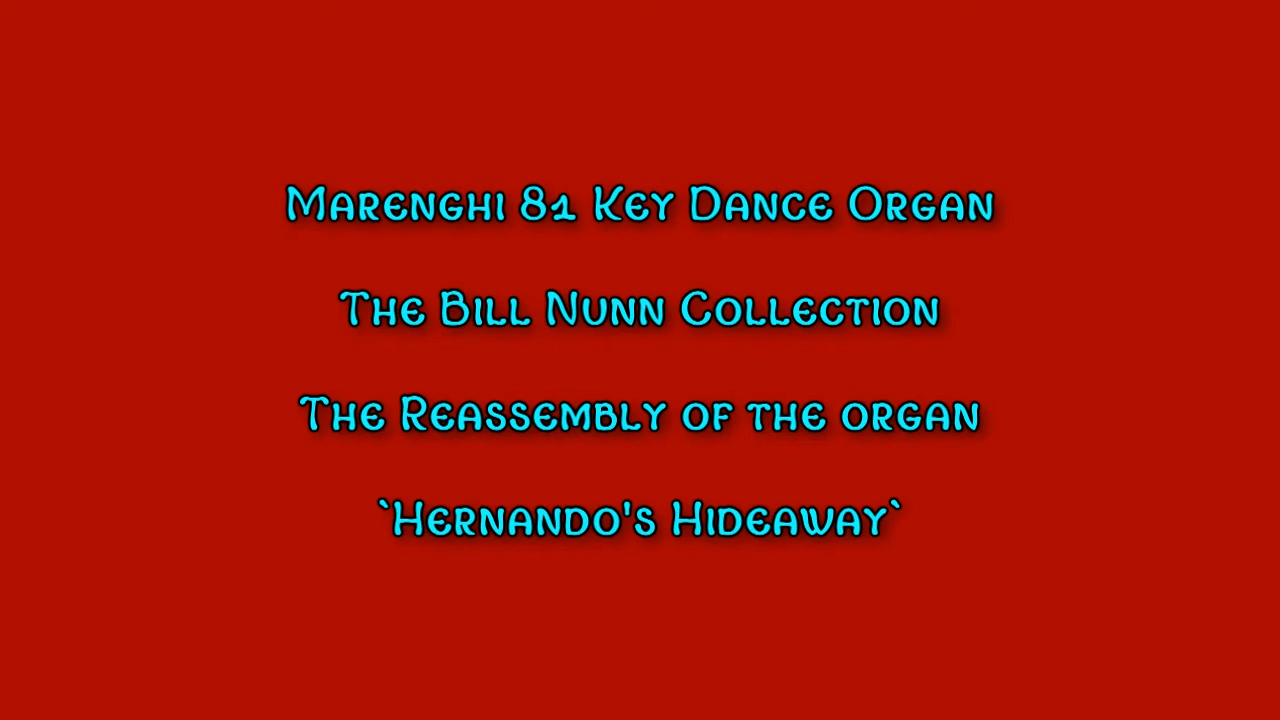 Marenghi 81 Key Dance Organ
The Bill Nunn Collection
The Reassembly of the organ
`Hernando's Hideaway`